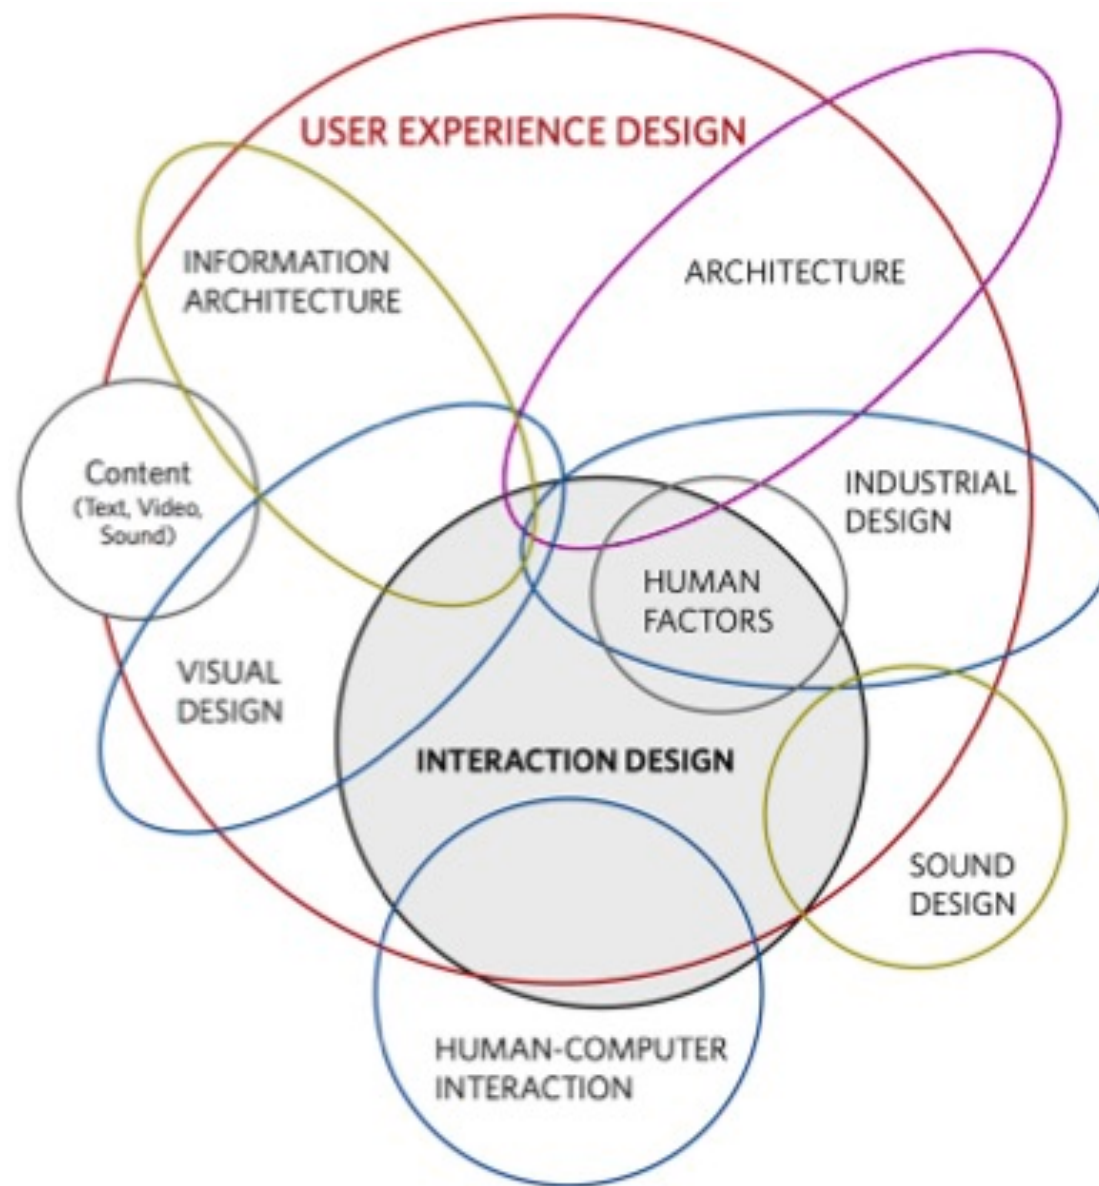 USER EXPERIENCE DESIGN
INFORMATION
ARCHITECTURE
ARCHITECTURE
Content
(Text, Video,
Sound)
INDUSTRIAL
DESIGN
HUMAN
FACTORS
VISUAL
DESIGN
INTERACTION DESIGN
SOUND
DESIGN
HUMAN-COMPUTER
INTERACTION